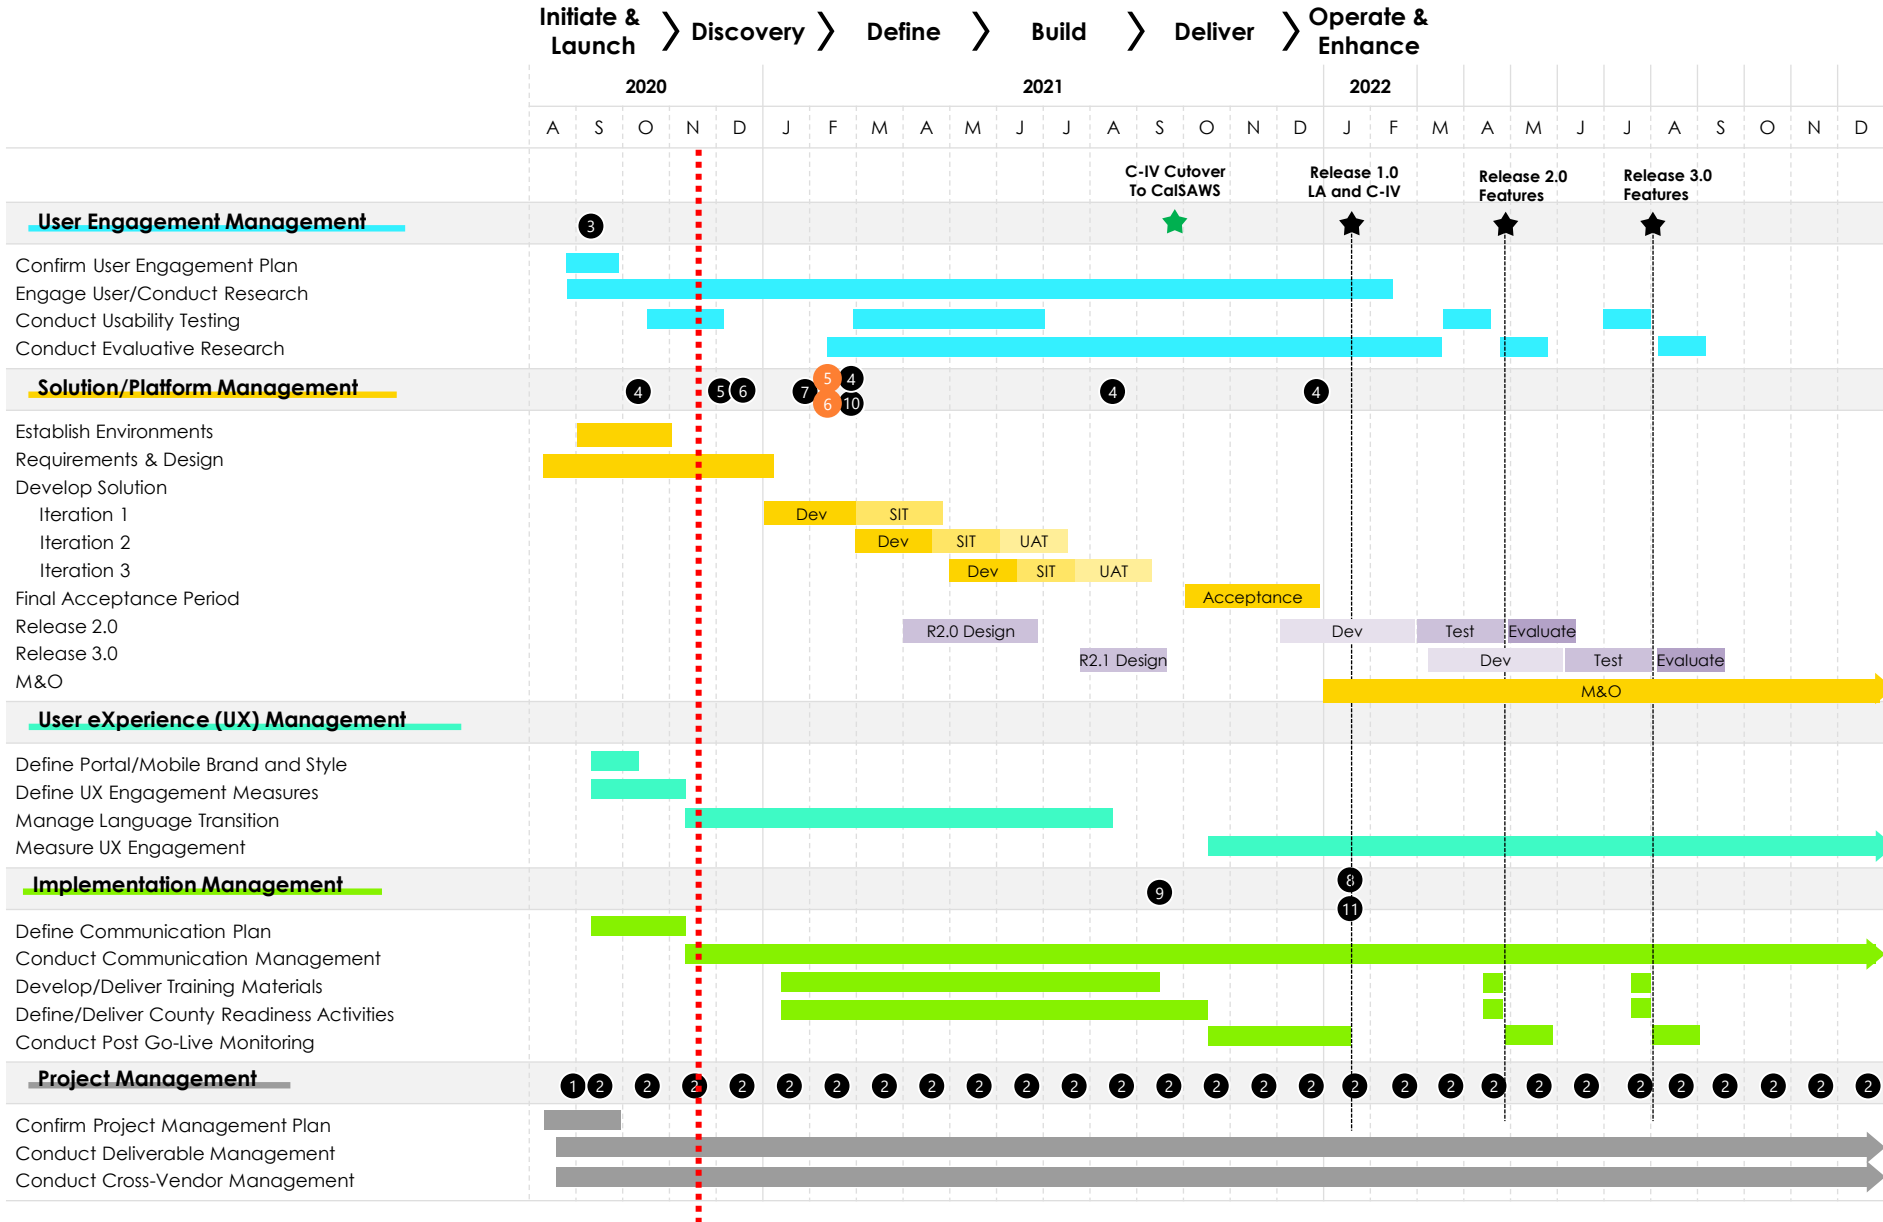 Initiate &
Launch
Discovery
Define
Build
Deliver
Operate &
Enhance
2020
2021
2022
A S O N D J F M A M J J A S O N D J F M A M J J A S O N D
C-IV Cutover
To CalSAWS
Release 1.0
LA and C-IV
Release 2.0
Features
Release 3.0
Features
User Engagement Management
3
Confirm User Engagement Plan
Engage User/Conduct Research
Conduct Usability Testing
Conduct Evaluative Research
Solution/Platform Management
4 5 6 7 5 4 4 4
6 10
Establish Environments
Requirements & Design
Develop Solution
Iteration 1 Dev SIT
Iteration 2 Dev SIT UAT
Iteration 3 Dev SIT UAT
Final Acceptance Period Acceptance
Release 2.0 R2.0 Design Dev Test Evaluate
Release 3.0 R2.1 Design Dev Test Evaluate
M&O M&O
User eXperience (UX) Management
Define Portal/Mobile Brand and Style
Define UX Engagement Measures
Manage Language Transition
Measure UX Engagement
Implementation Management
9 8
11
Define Communication Plan
Conduct Communication Management
Develop/Deliver Training Materials
Define/Deliver County Readiness Activities
Conduct Post Go-Live Monitoring
Project Management
1 2 2 2 2 2 2 2 2 2 2 2 2 2 2 2 2 2 2 2 2 2 2 2 2 2 2 2 2
Confirm Project Management Plan
Conduct Deliverable Management
Conduct Cross-Vendor Management